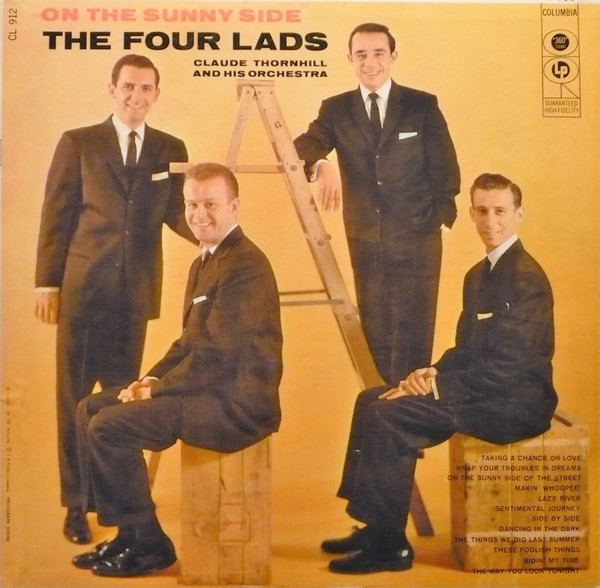 CL 912
ON THE SUNNY SIDE
THE FOUR LADS
CLAUDE THORNHILL
AND HIS ORCHESTRA
COLUMBIA
"360"
LP
GUARANTEED
HIGH-FIDELITY
6
TAKING A CHANCE ON LOVE
WRAP YOUR TROUBLES IN DREAMS
ON THE SUNNY SIDE OF THE STREET
MAKIN' WHOOPEE!
LAZY RIVER
SENTIMENTAL JOURNEY
SIDE BY SIDE
DANCING IN THE DARK
THE THINGS WE DID LAST SUMMER
THESE FOOLISH THINGS
BIDIN' MY TIME
THE WAY YOU LOOK TONIGHT